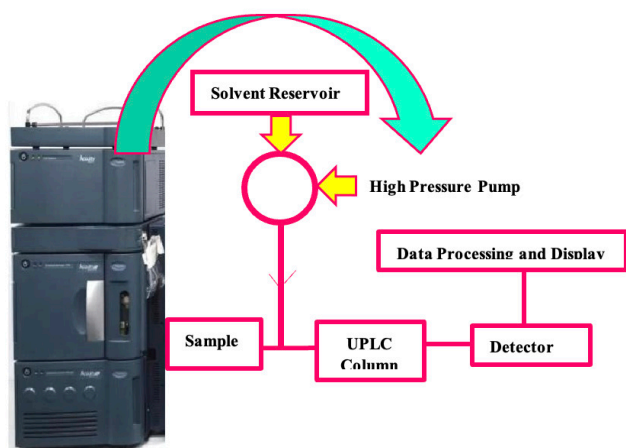 Solvent Reservoir
High Pressure Pump
Data Processing and Display
Sample
UPLC
Column
Detector